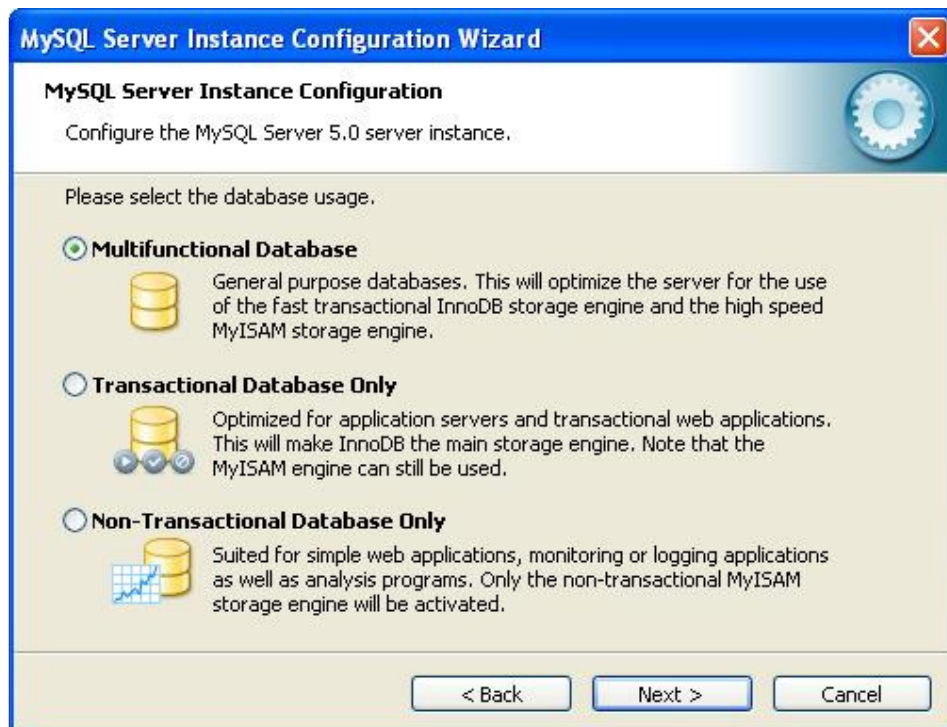 MySQL Server Instance Configuration Wizard
MySQL Server Instance Configuration
Configure the MySQL Server 5.0 server instance.
Please select the database usage.
Multifunctional Database
General purpose databases. This will optimize the server for the use
of the fast transactional InnoDB storage engine and the high speed
MyISAM storage engine.
Transactional Database Only
Optimized for application servers and transactional web applications.
This will make InnoDB the main storage engine. Note that the
MyISAM engine can still be used.
Non-Transactional Database Only
Suited for simple web applications, monitoring or logging applications
as well as analysis programs. Only the non-transactional MyISAM
storage engine will be activated.
< Back Next > Cancel